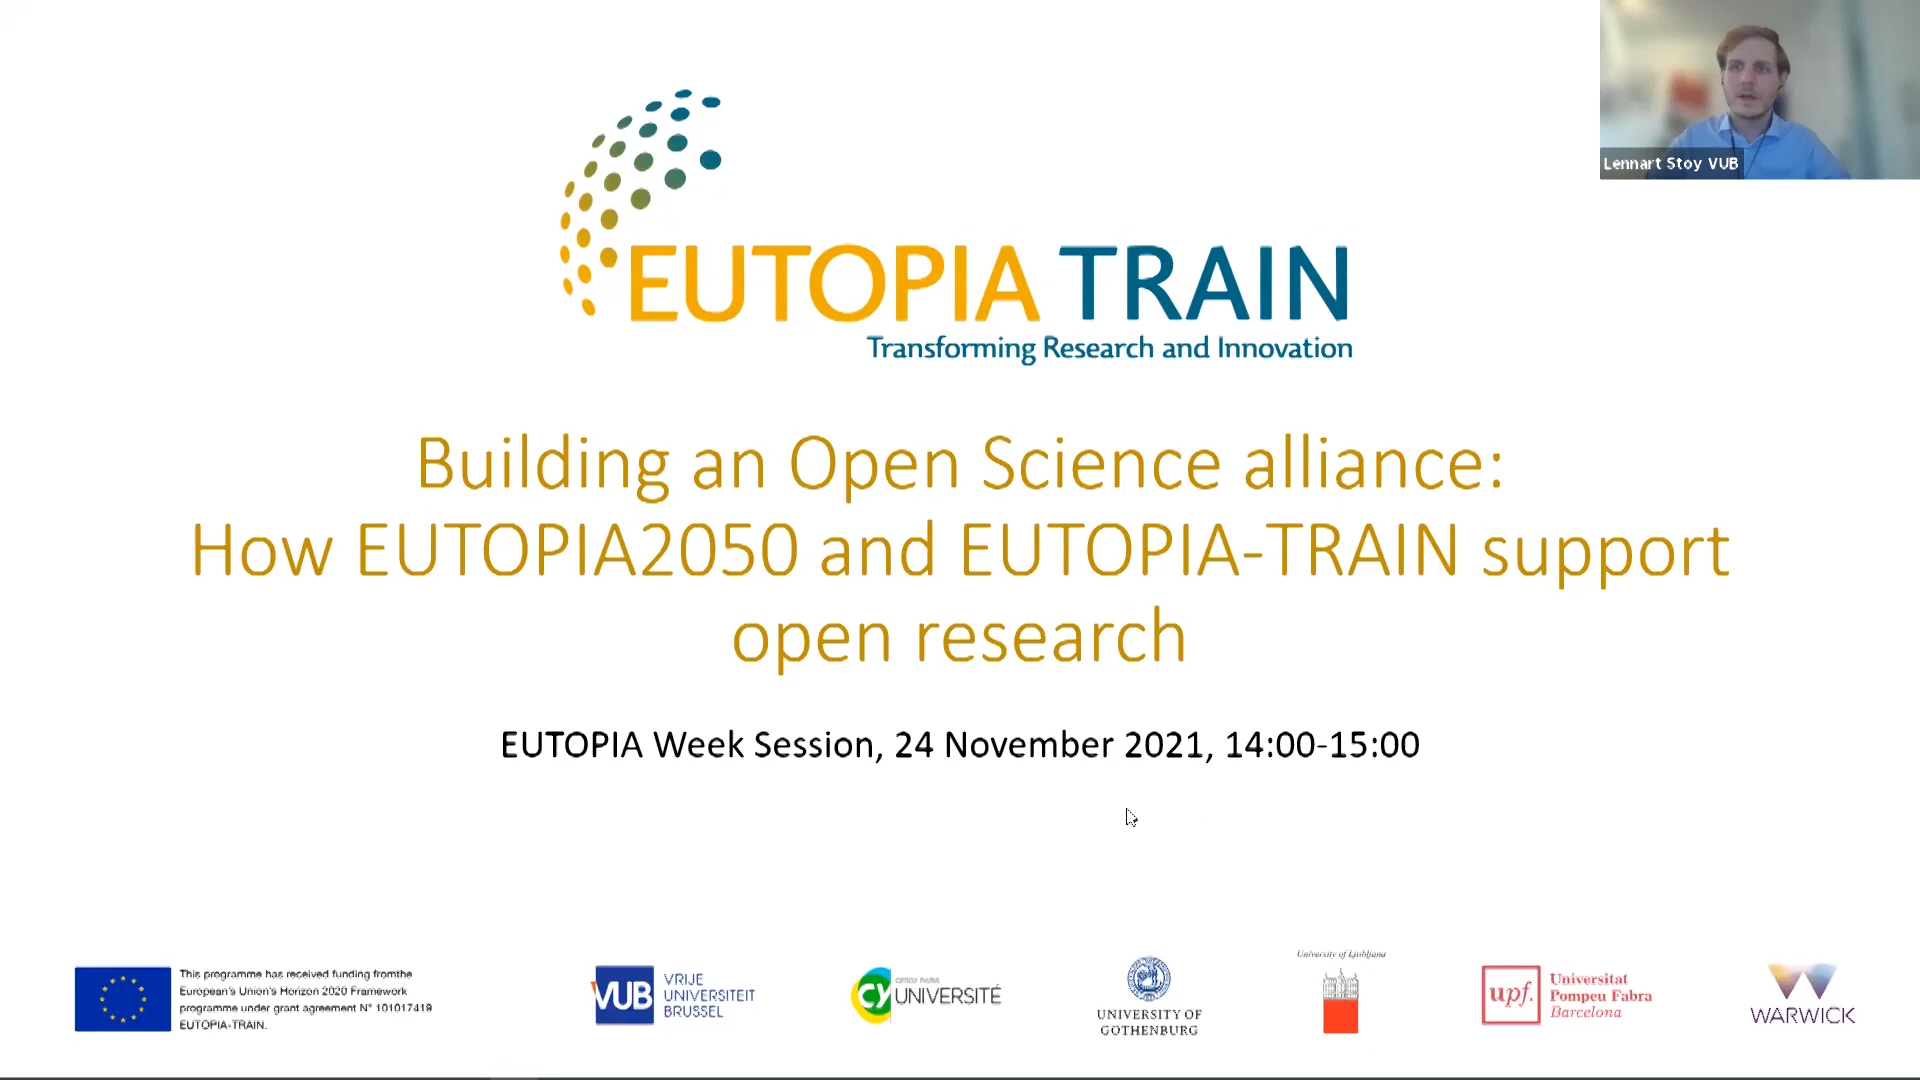 Lennart Stoy VUB
EUTOPIA TRAIN
Transforming Research and Innovation
Building an Open Science alliance:
How EUTOPIA2050 and EUTOPIA-TRAIN support
open research
EUTOPIA Week Session, 24 November 2021, 14:00-15:00
This programme has received funding fromthe
European's Union's Horizon 2020 Framework
programme under grant agreement N° 101017419
EUTOPIA-TRAIN.
VUB
VRIJE
UNIVERSITEIT
BRUSSEL
CERGY PARIS
CY UNIVERSITÉ
UNIVERSITY OF
GOTHENBURG
University of Ljubljana
upf.
Universitat
Pompeu Fabra
Barcelona
WARWICK